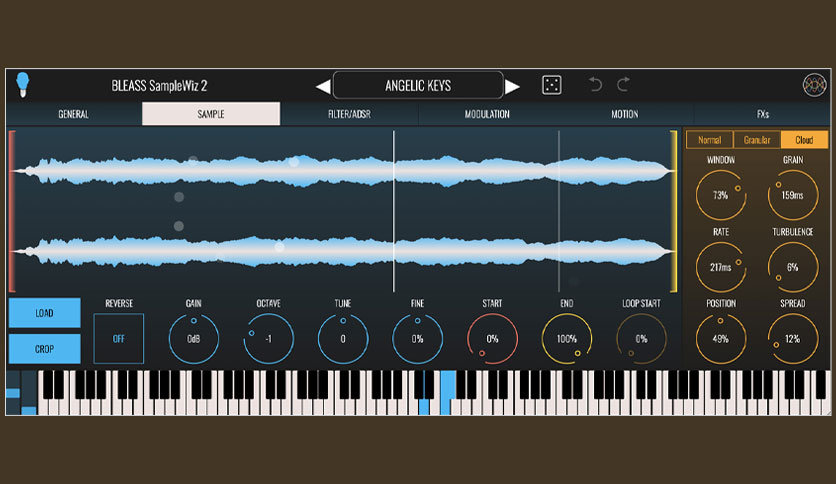 BLEASS SampleWiz 2
ANGELIC KEYS
GENERAL
SAMPLE
FILTER/ADSR
MODULATION
MOTION
FXs
Normal
Granular
Cloud
WINDOW
GRAIN
73%
159ms
RATE
TURBULENCE
217ms
6%
LOAD
CROP
REVERSE
GAIN
OCTAVE
TUNE
FINE
START
END
LOOP START
POSITION
SPREAD
OFF
0dB
-1
0
0%
0%
100%
0%
49%
12%